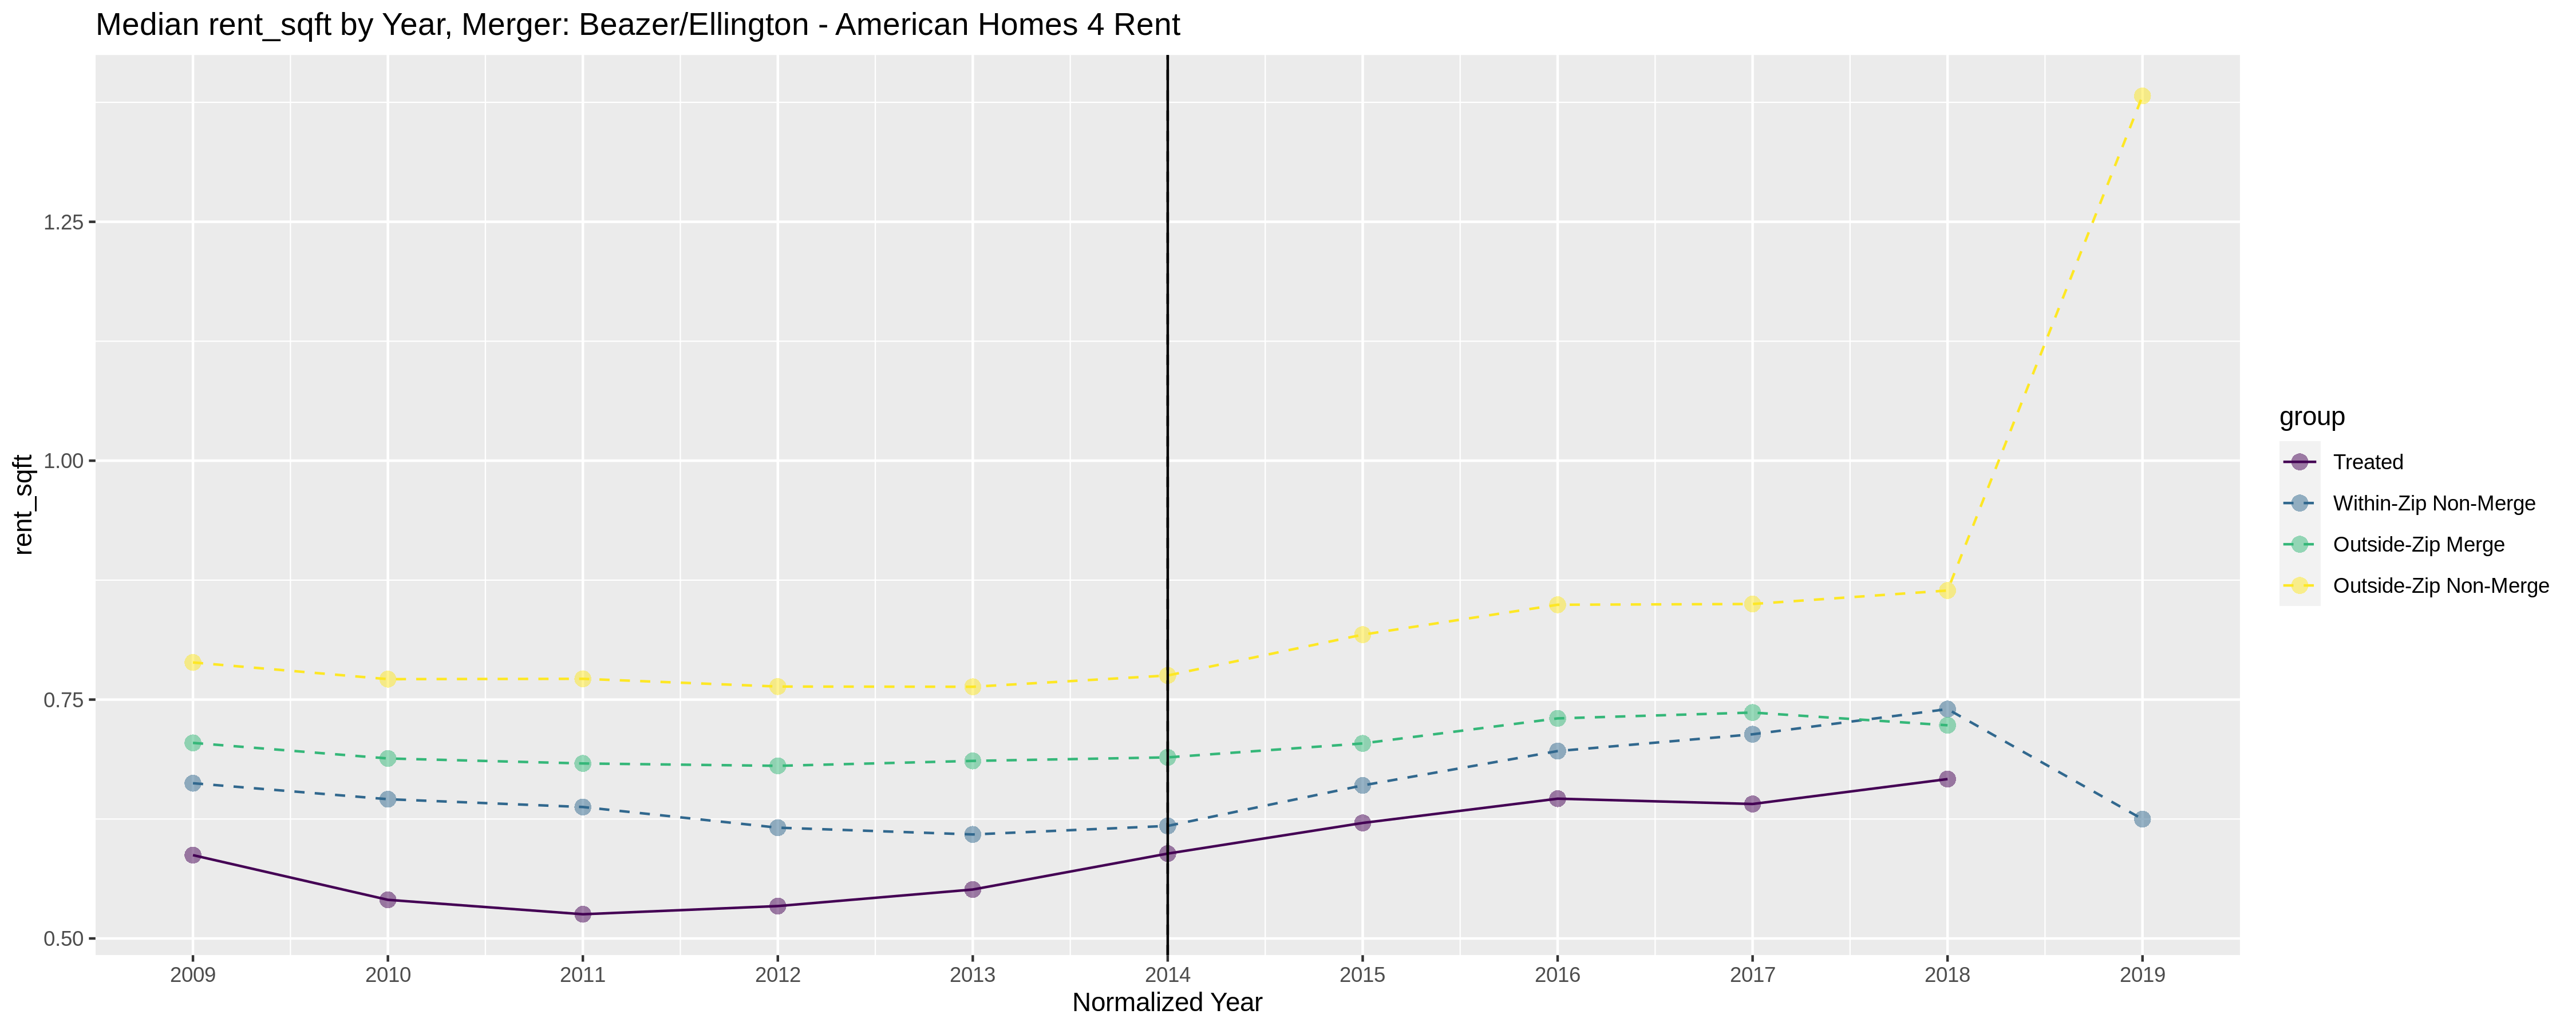 Median rent_sqft by Year, Merger: Beazer/Ellington - American Homes 4 Rent
rent_sqft
1.25
1.00
0.75
0.50
2009 2010 2011 2012 2013 2014 2015 2016 2017 2018 2019
Normalized Year
group
Treated
Within-Zip Non-Merge
Outside-Zip Merge
Outside-Zip Non-Merge